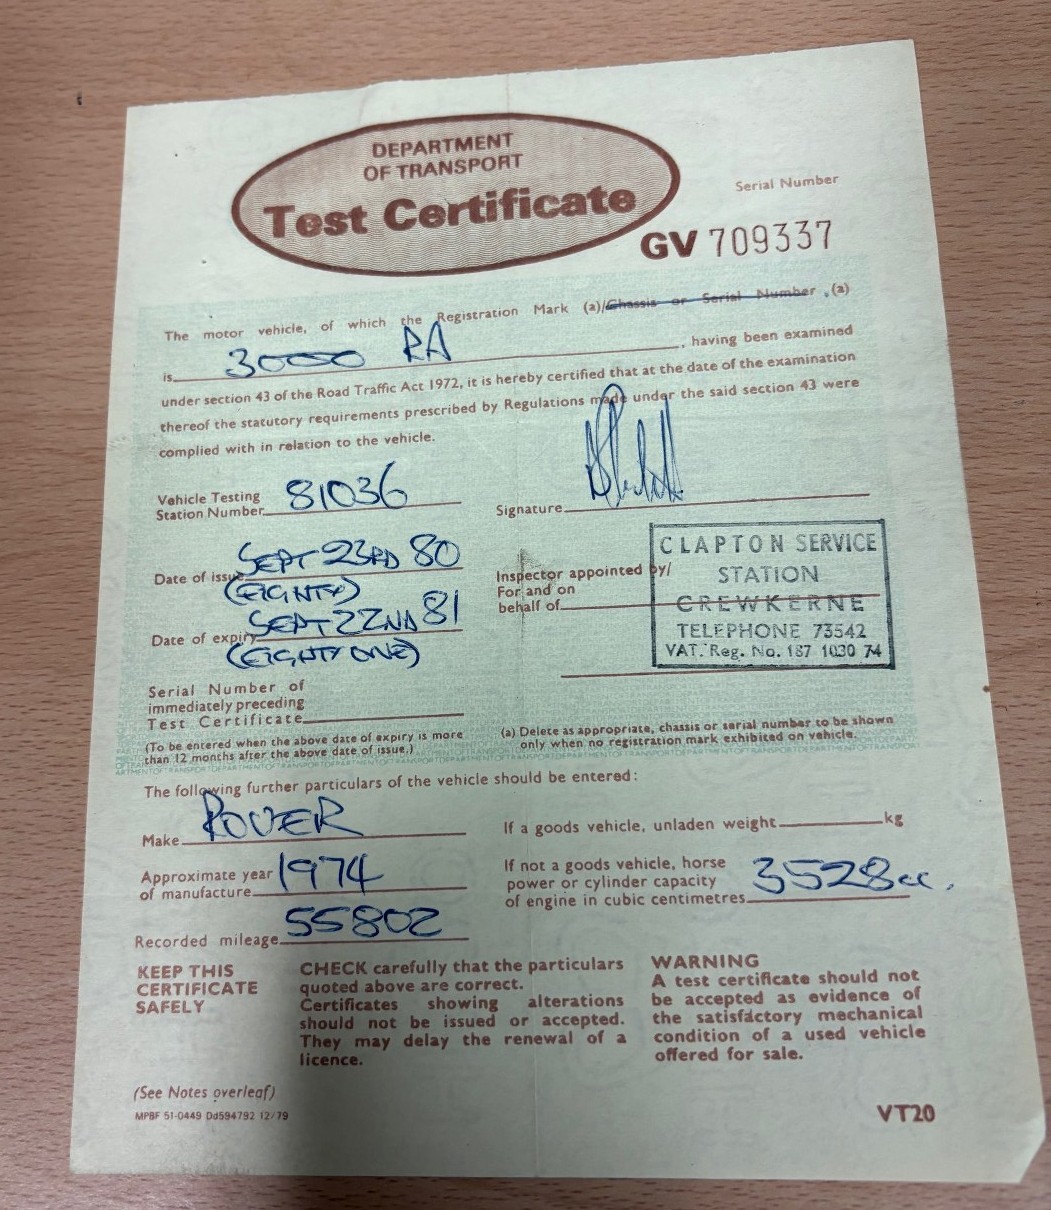 DEPARTMENT
OF TRANSPORT
Test Certificate
Serial Number
GV 709337
The motor vehicle, of which the Registration Mark (a)/Chassis or Serial Number ,(a)
is 3000 RA , having been examined
under section 43 of the Road Traffic Act 1972, it is hereby certified that at the date of the examination
thereof the statutory requirements prescribed by Regulations made under the said section 43 were
complied with in relation to the vehicle.
Vehicle Testing
Station Number 81036
Signature
Date of issue SEPT 23RD 80
(EIGHTY)
Date of expiry SEPT 22ND 81
(EIGHTY ONE)
Inspector appointed by/
For and on
behalf of
CLAPTON SERVICE
STATION
CREWKERNE
TELEPHONE 73542
VAT. Reg. No. 187 1030 74
Serial Number of
immediately preceding
Test Certificate
(To be entered when the above date of expiry is more
than 12 months after the above date of issue.)
(a) Delete as appropriate, chassis or serial number to be shown
only when no registration mark exhibited on vehicle.
The following further particulars of the vehicle should be entered:
Make ROVER
If a goods vehicle, unladen weight kg
Approximate year
of manufacture 1974
If not a goods vehicle, horse
power or cylinder capacity
of engine in cubic centimetres 3528cc.
Recorded mileage 55802
KEEP THIS
CERTIFICATE
SAFELY
CHECK carefully that the particulars
quoted above are correct.
Certificates showing alterations
should not be issued or accepted.
They may delay the renewal of a
licence.
WARNING
A test certificate should not
be accepted as evidence of
the satisfactory mechanical
condition of a used vehicle
offered for sale.
(See Notes overleaf)
MPBF 51-0449 Dd594792 12/79
VT20